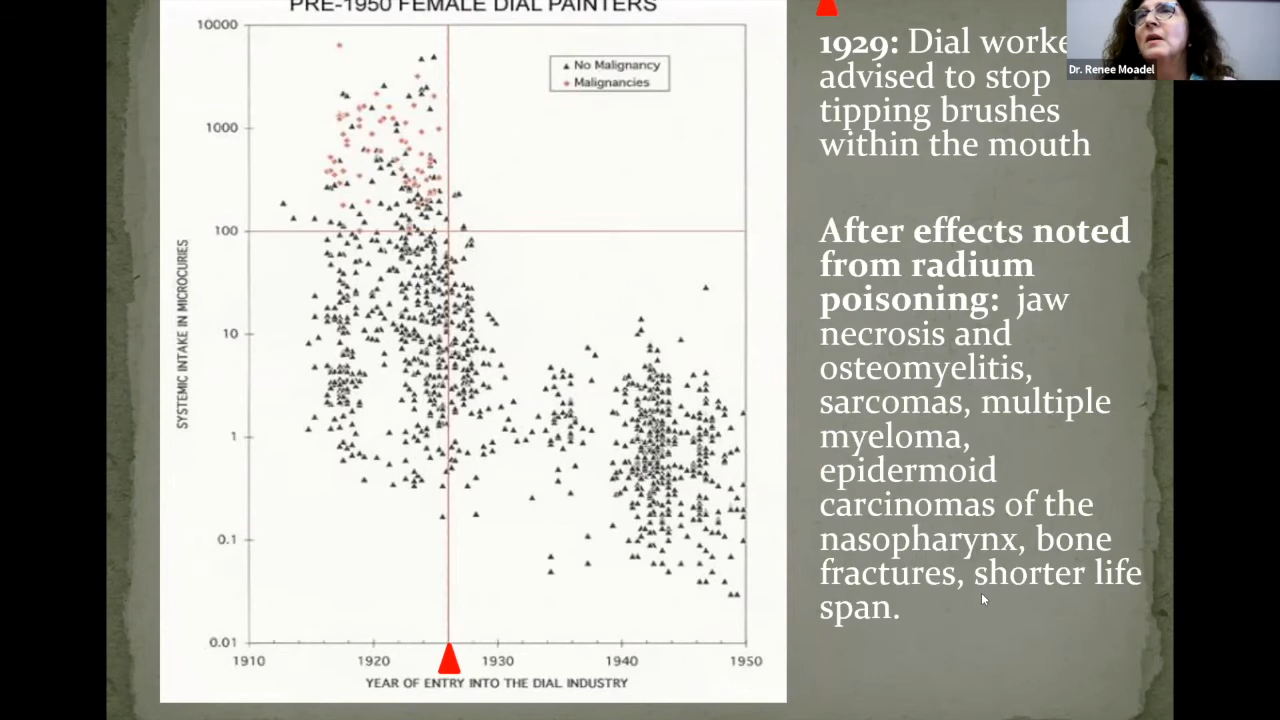 PRE-1950 FEMALE DIAL PAINTERS
10000
1000
100
10
1
0.1
0.01
SYSTEMIC INTAKE IN MICROCURIES
No Malignancy
Malignancies
1910
1920
1930
1940
1950
YEAR OF ENTRY INTO THE DIAL INDUSTRY
1929: Dial worke
advised to stop
tipping brushes
within the mouth
After effects noted
from radium
poisoning: jaw
necrosis and
osteomyelitis,
sarcomas, multiple
myeloma,
epidermoid
carcinomas of the
nasopharynx, bone
fractures, shorter life
span.
Dr. Renee Moadel